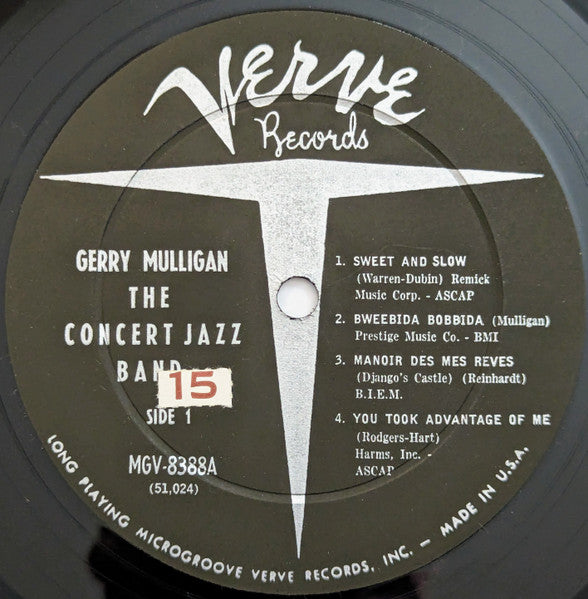 Verve
Records
GERRY MULLIGAN
THE
CONCERT JAZZ
BAND
15
SIDE 1
MGV-8388A
(51,024)
1. SWEET AND SLOW
(Warren-Dubin) Remick
Music Corp. - ASCAP
2. BWEEBIDA BOBBIDA (Mulligan)
Prestige Music Co. - BMI
3. MANOIR DES MES REVES
(Django's Castle) (Reinhardt)
B.I.E.M.
4. YOU TOOK ADVANTAGE OF ME
(Rodgers-Hart)
Harms, Inc.
ASCAP
LONG PLAYING MICROGROOVE VERVE RECORDS, INC. — MADE IN U.S.A.